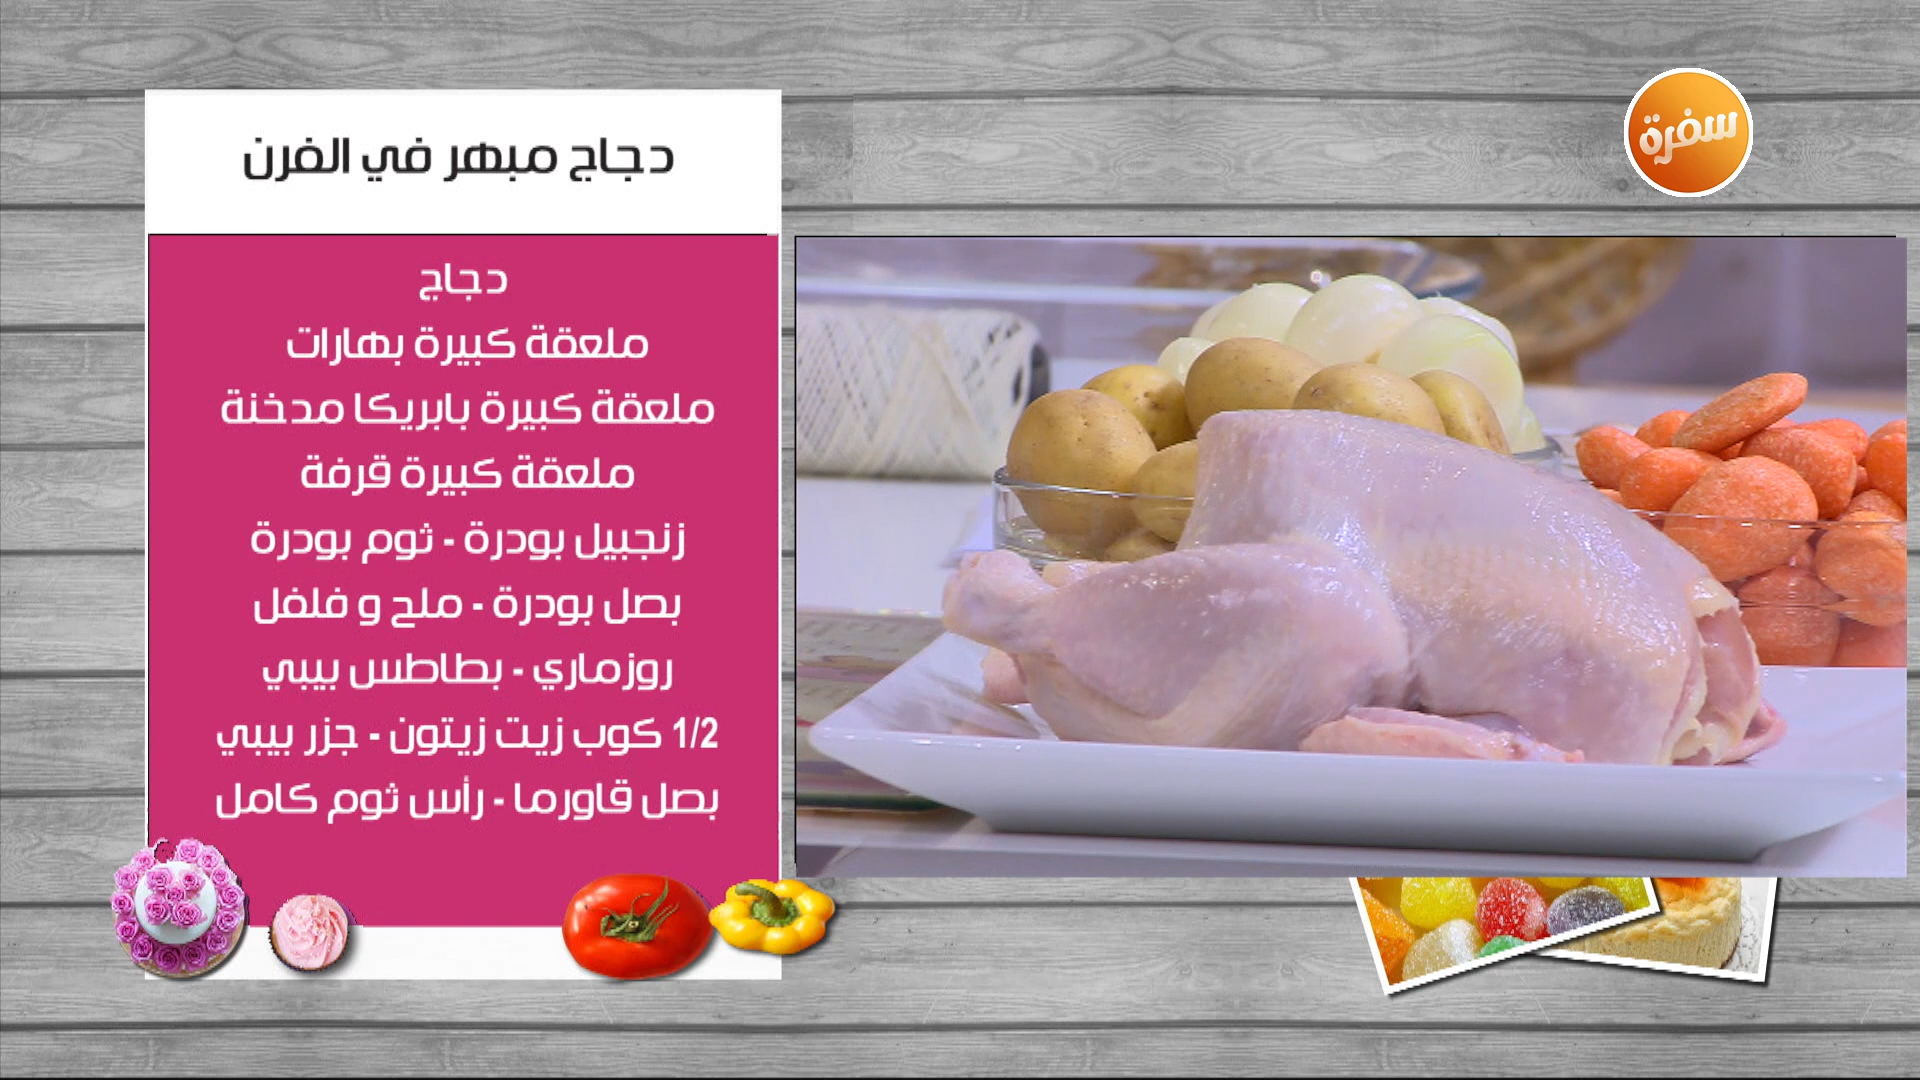 سفرة
دجاج مبهر في الفرن
دجاج
ملعقة كبيرة بهارات
ملعقة كبيرة بابريكا مدخنة
ملعقة كبيرة قرفة
زنجبيل بودرة - ثوم بودرة
بصل بودرة - ملح و فلفل
روزماري - بطاطس بيبي
1/2 كوب زيت زيتون - جزر بيبي
بصل قاورما - رأس ثوم كامل